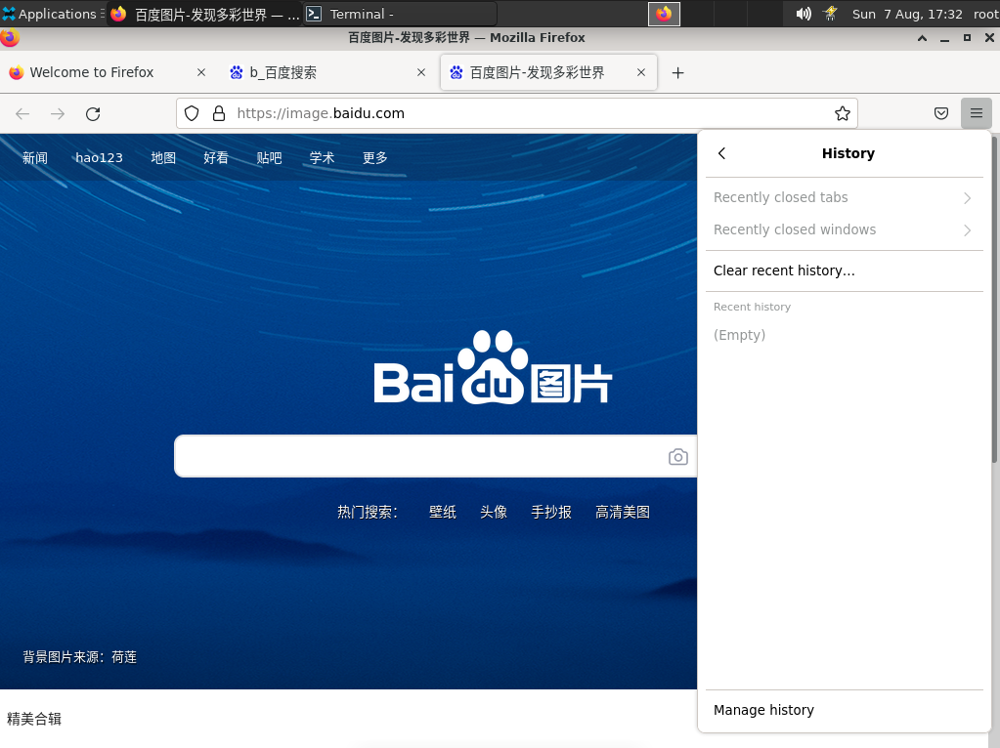 Applications
百度图片-发现多彩世界 — ...
Terminal -
Sun 7 Aug, 17:32
root
百度图片-发现多彩世界 — Mozilla Firefox
Welcome to Firefox
b_百度搜索
百度图片-发现多彩世界
https://image.baidu.com
新闻 hao123 地图 好看 贴吧 学术 更多
Bai du 图片
热门搜索： 壁纸 头像 手抄报 高清美图
背景图片来源：荷莲
精美合辑
History
Recently closed tabs
Recently closed windows
Clear recent history…
Recent history
(Empty)
Manage history